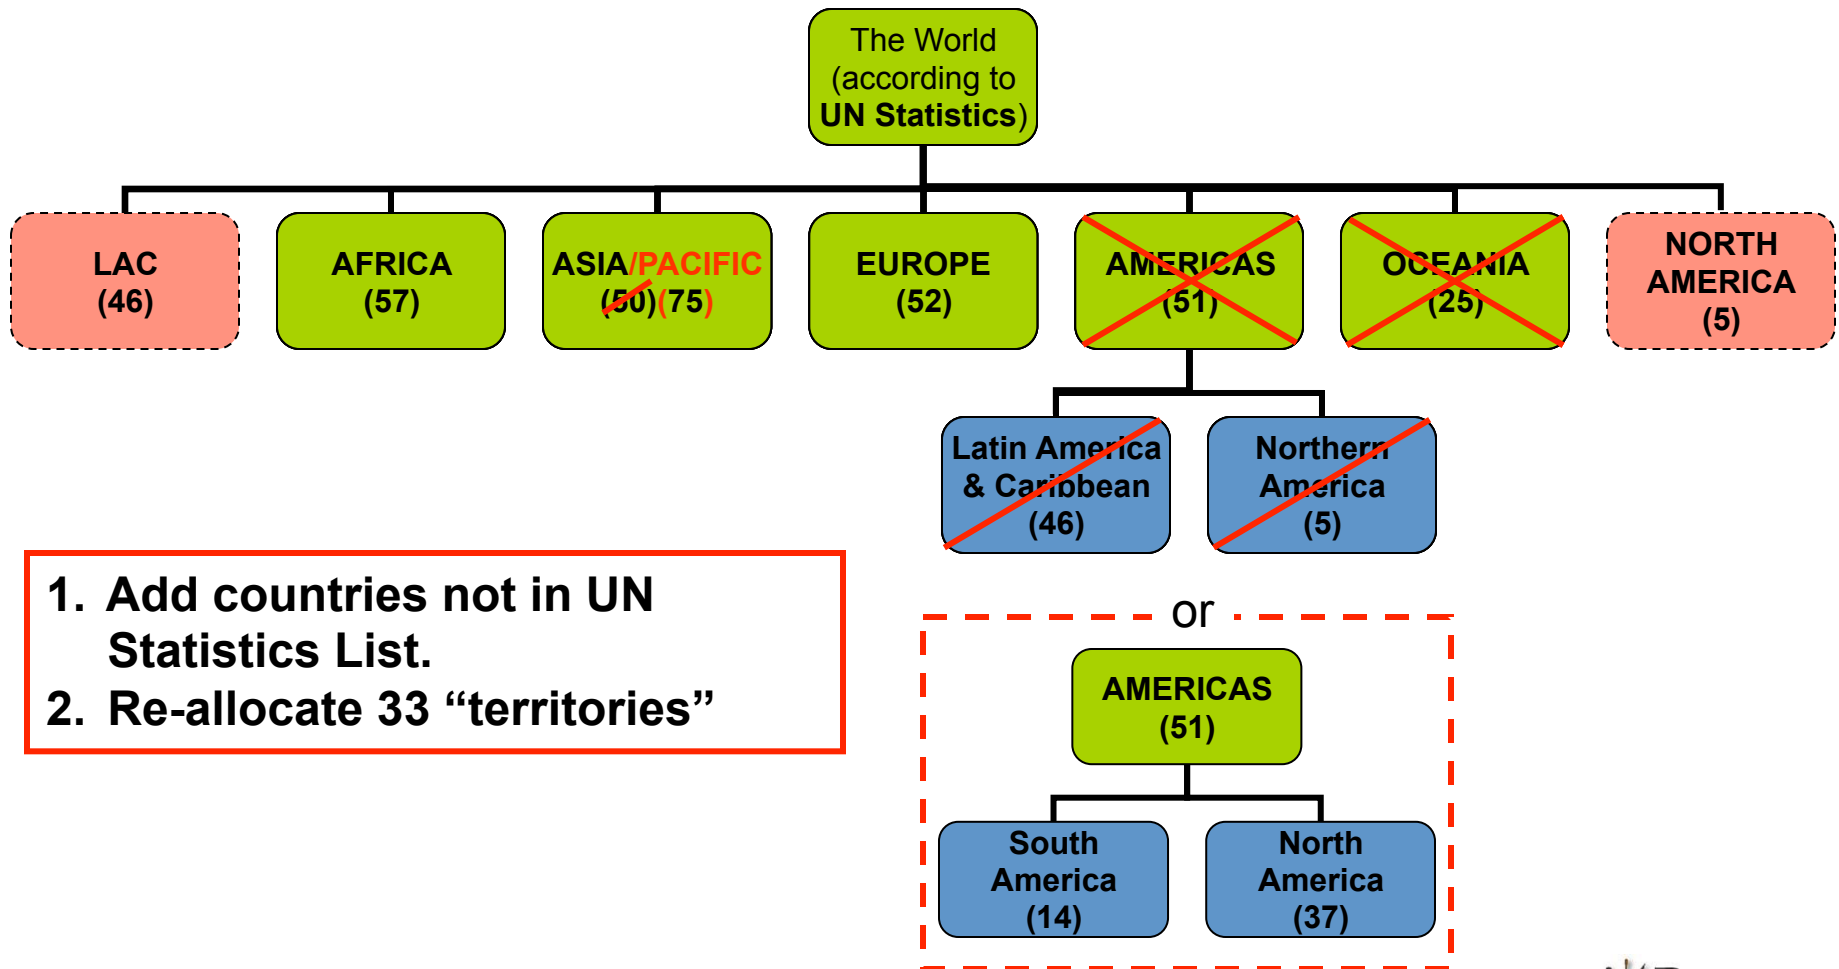 The World
(according to
UN Statistics)
LAC
(46)
AFRICA
(57)
ASIA/PACIFIC
(50)(75)
EUROPE
(52)
AMERICAS
(51)
OCEANIA
(25)
NORTH
AMERICA
(5)
Latin America
& Caribbean
(46)
Northern
America
(5)
1. Add countries not in UN
Statistics List.
2. Re-allocate 33 “territories”
or
AMERICAS
(51)
South
America
(14)
North
America
(37)